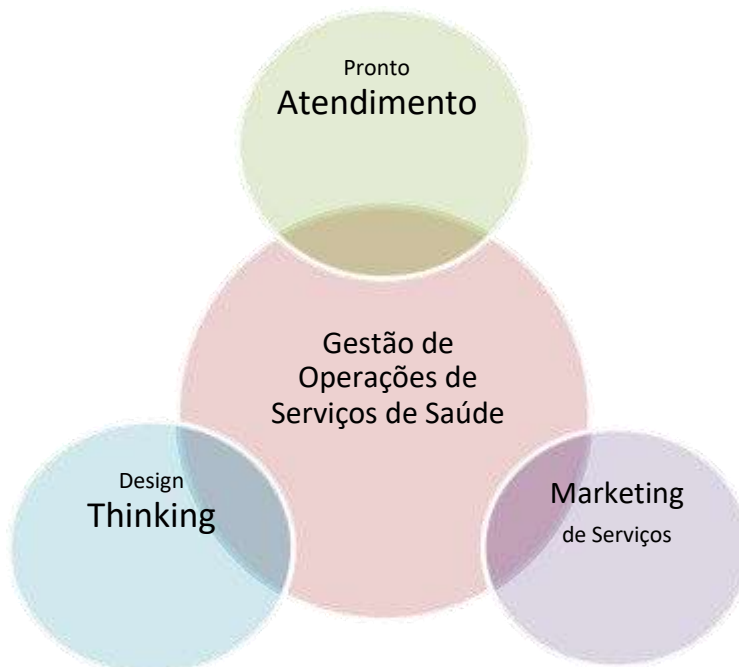 Pronto
Atendimento
Gestão de
Operações de
Serviços de Saúde
Design
Thinking
Marketing
de Serviços